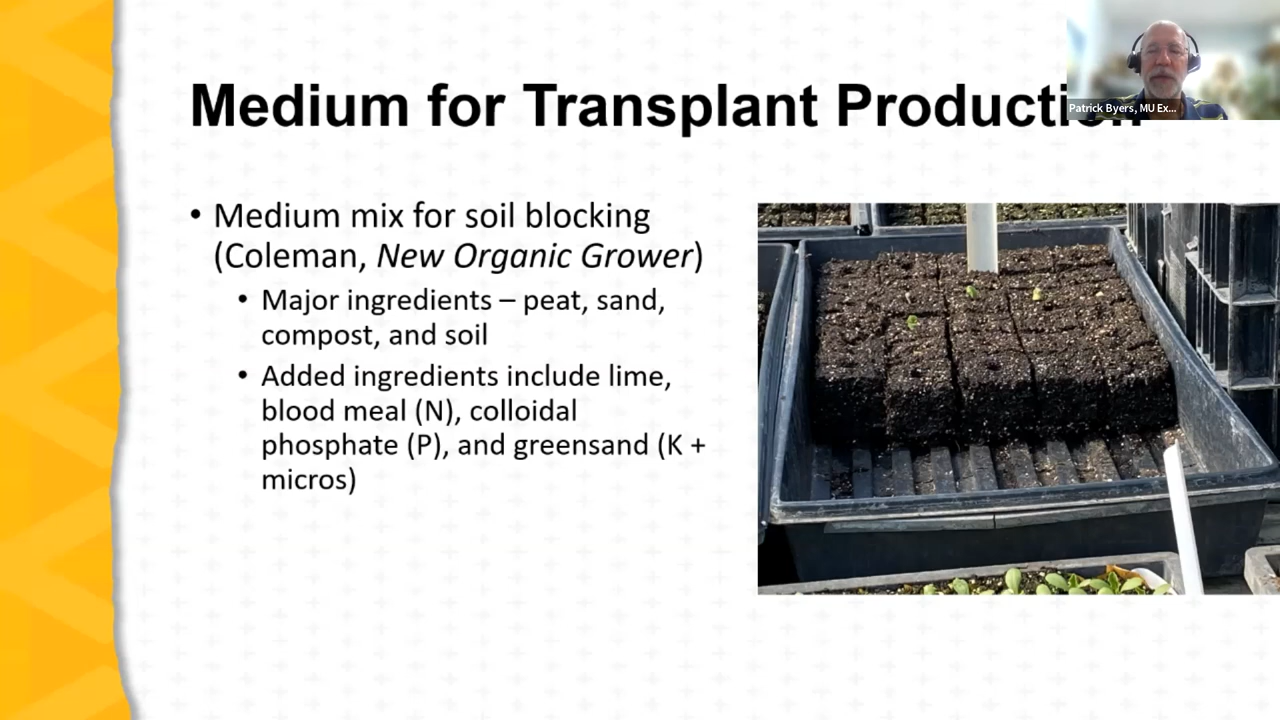 Medium for Transplant Production
Patrick Byers, MU Ex...
• Medium mix for soil blocking
(Coleman, New Organic Grower)
• Major ingredients – peat, sand,
compost, and soil
• Added ingredients include lime,
blood meal (N), colloidal
phosphate (P), and greensand (K +
micros)